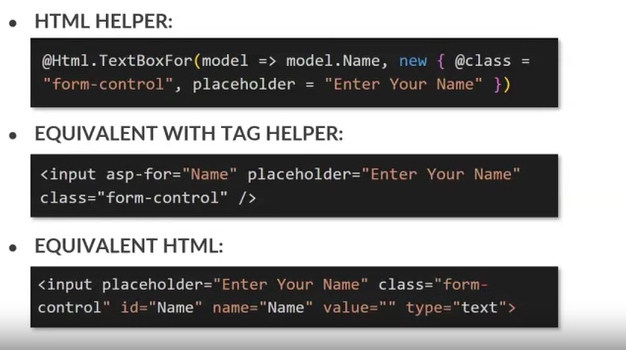 • HTML HELPER:
@Html.TextBoxFor(model => model.Name, new { @class =
"form-control", placeholder = "Enter Your Name" })
• EQUIVALENT WITH TAG HELPER:
<input asp-for="Name" placeholder="Enter Your Name"
class="form-control" />
• EQUIVALENT HTML:
<input placeholder="Enter Your Name" class="form-
control" id="Name" name="Name" value="" type="text">